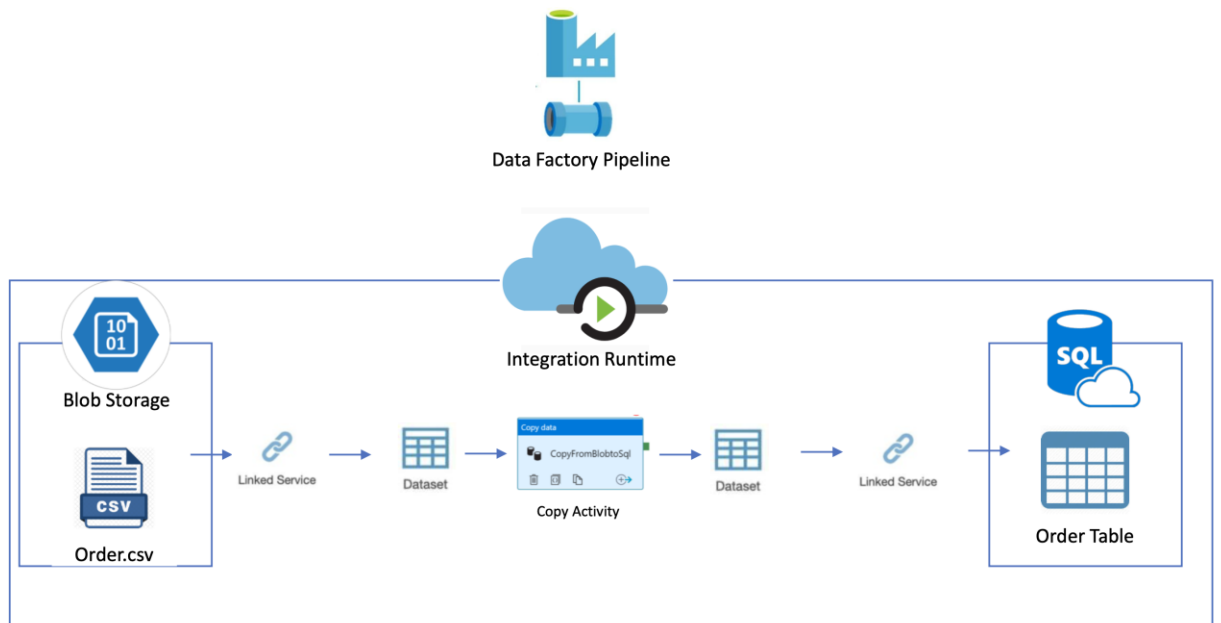 Data Factory Pipeline
Integration Runtime
10
01
Blob Storage
CSV
Order.csv
Linked Service
Dataset
Copy data
CopyFromBlobtoSql
Copy Activity
Dataset
Linked Service
SQL
Order Table